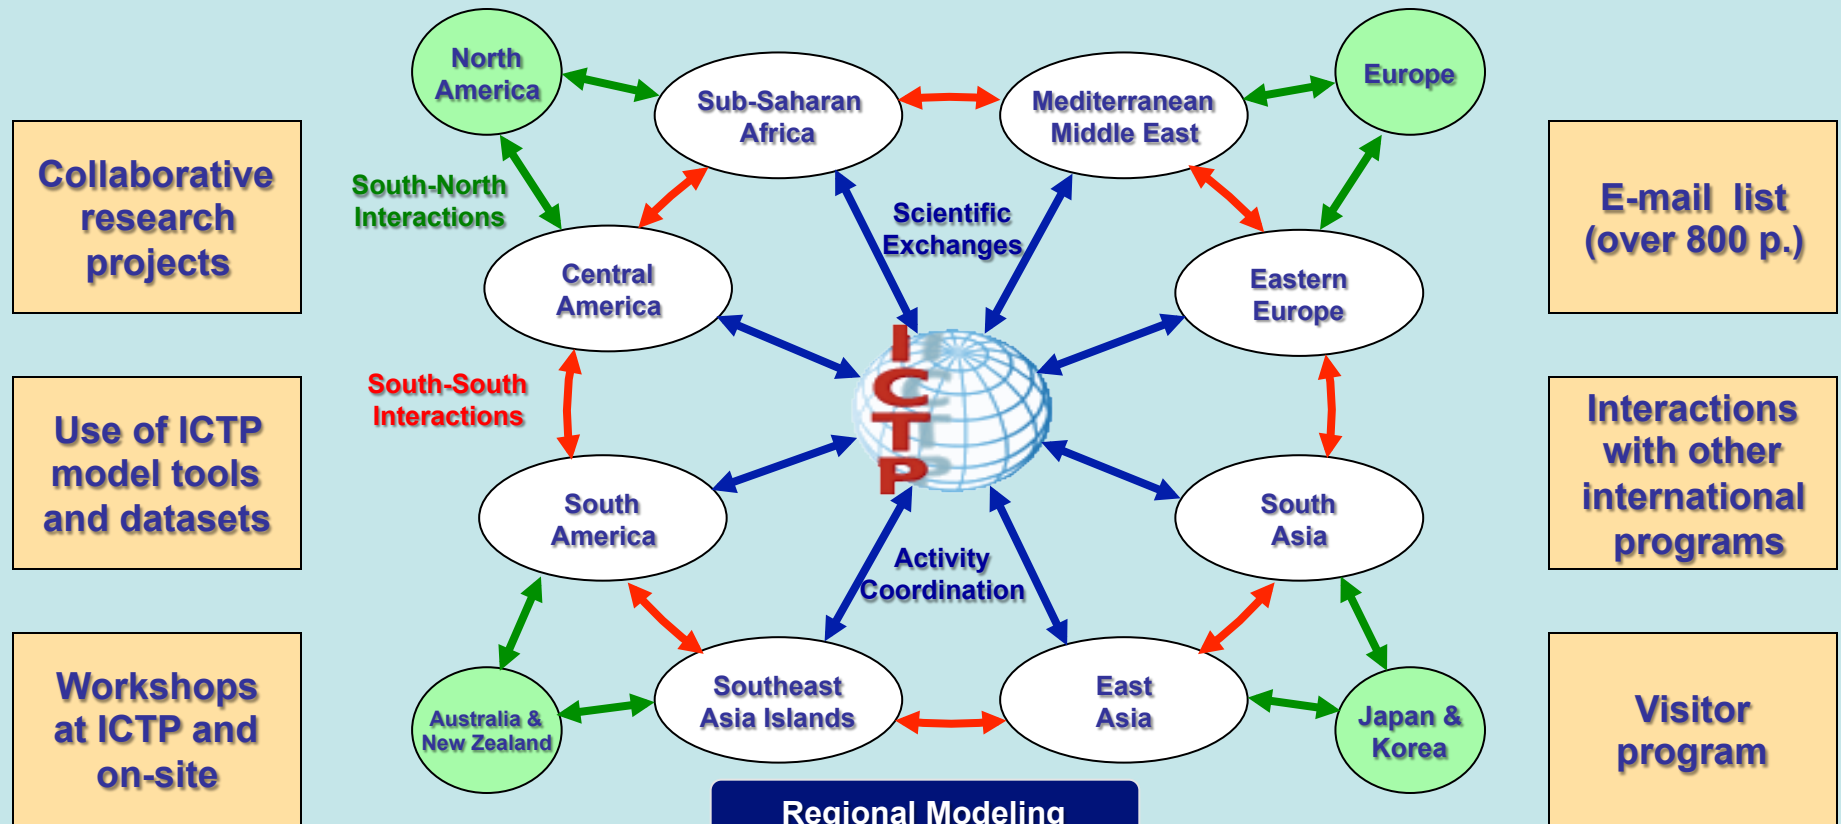 North
America
Sub-Saharan
Africa
Mediterranean
Middle East
Europe
Collaborative
research
projects
South-North
Interactions
Scientific
Exchanges
E-mail list
(over 800 p.)
Central
America
Eastern
Europe
ICTP
South-South
Interactions
Use of ICTP
model tools
and datasets
Interactions
with other
international
programs
South
America
South
Asia
Activity
Coordination
Workshops
at ICTP and
on-site
Southeast
Asia Islands
East
Asia
Australia &
New Zealand
Japan &
Korea
Visitor
program
Regional Modeling